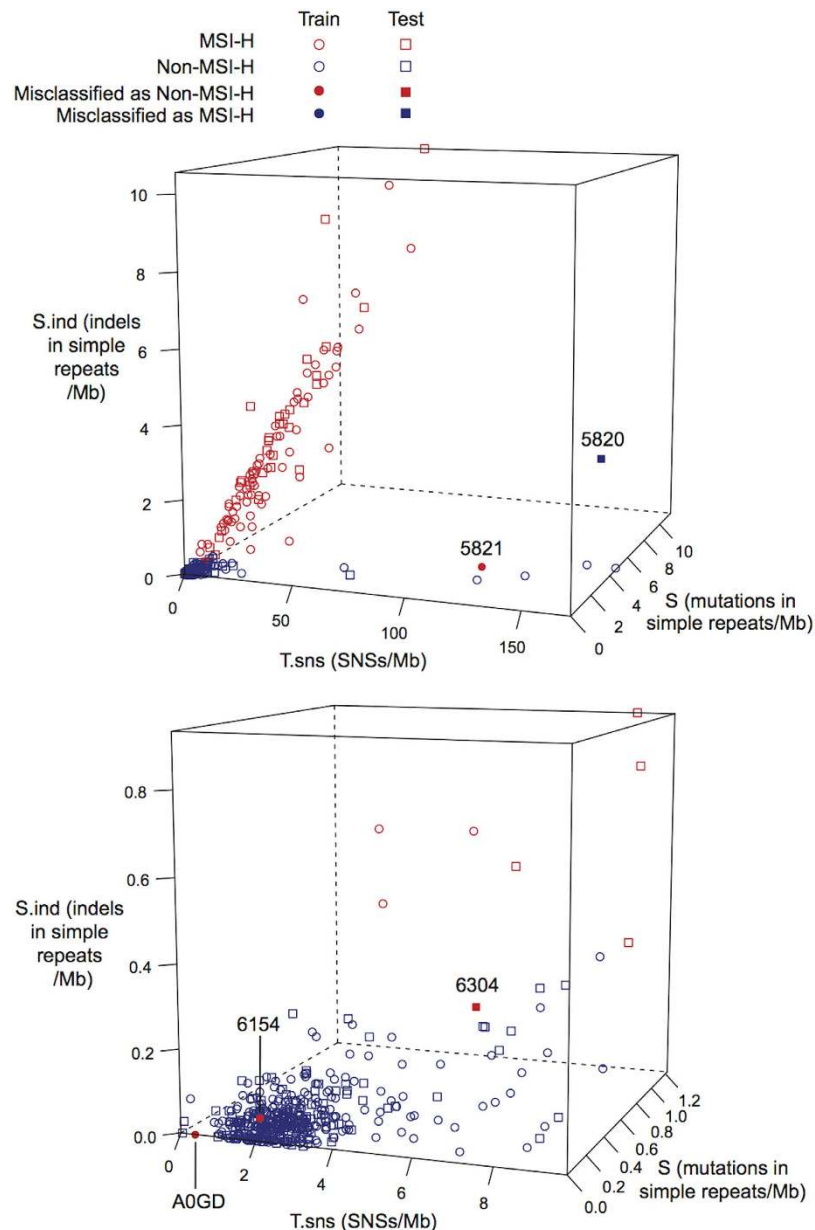 Train Test
MSI-H
Non-MSI-H
Misclassified as Non-MSI-H
Misclassified as MSI-H
10
8
S.ind (indels
in simple
repeats
/Mb)
6
4
2
0
5820
5821
0
50
100
150
T.sns (SNSs/Mb)
0
2
4
6
8
10
S (mutations in
simple repeats/Mb)
0.8
0.6
S.ind (indels
in simple
repeats
/Mb)
0.4
0.2
0.0
6304
6154
A0GD
0
2
4
6
8
T.sns (SNSs/Mb)
0.0
0.2
0.4
0.6
0.8
1.0
1.2
S (mutations in
simple repeats/Mb)